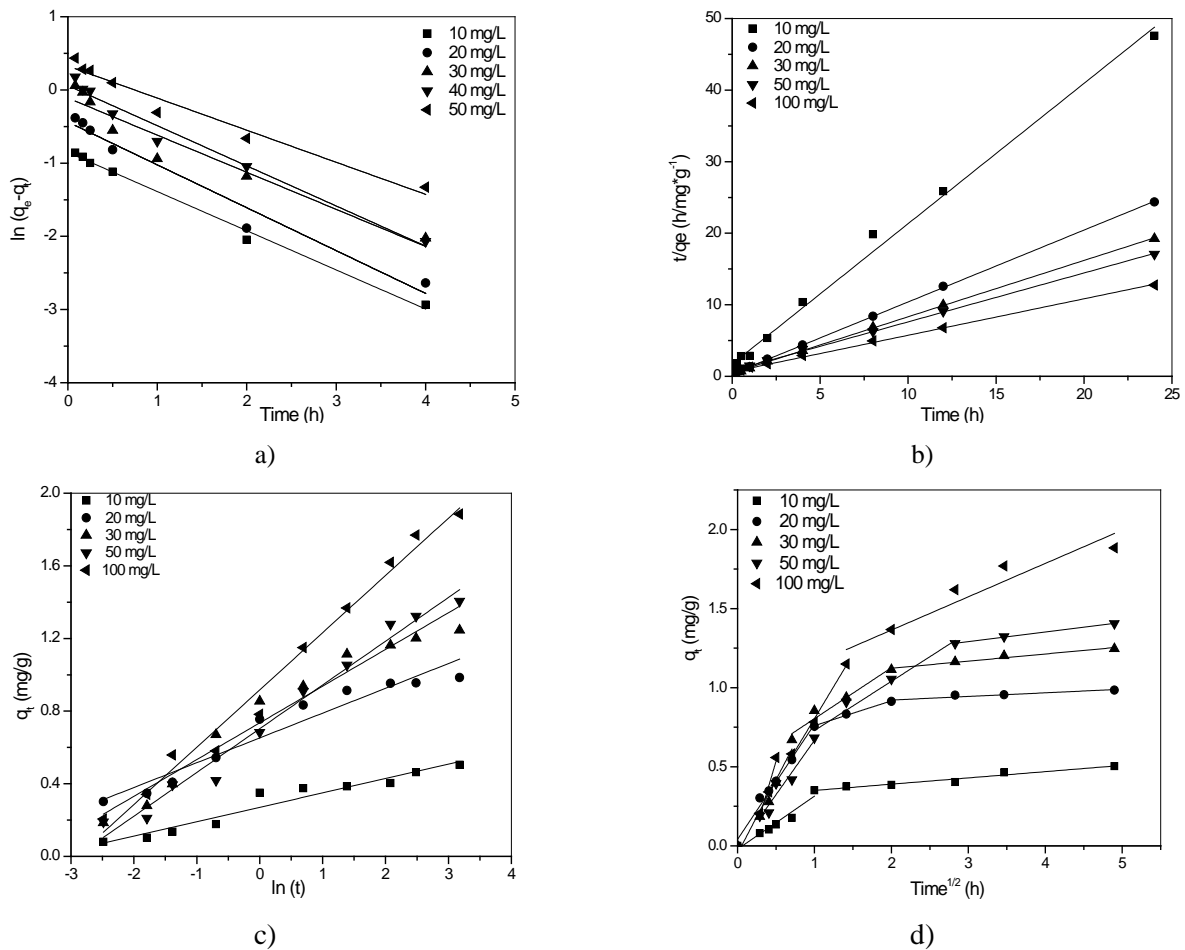 1
0
-1
-2
-3
-4
0
1
2
3
4
5
ln (qₑ-qₜ)
Time (h)
10 mg/L
20 mg/L
30 mg/L
40 mg/L
50 mg/L
a)
50
40
30
20
10
0
0
5
10
15
20
25
t/qe (h/mg*g⁻¹)
Time (h)
10 mg/L
20 mg/L
30 mg/L
50 mg/L
100 mg/L
b)
2.0
1.6
1.2
0.8
0.4
0.0
-3
-2
-1
0
1
2
3
4
qₜ (mg/g)
ln (t)
10 mg/L
20 mg/L
30 mg/L
50 mg/L
100 mg/L
c)
2.0
1.5
1.0
0.5
0.0
0
1
2
3
4
5
qₜ (mg/g)
Time^1/2 (h)
10 mg/L
20 mg/L
30 mg/L
50 mg/L
100 mg/L
d)